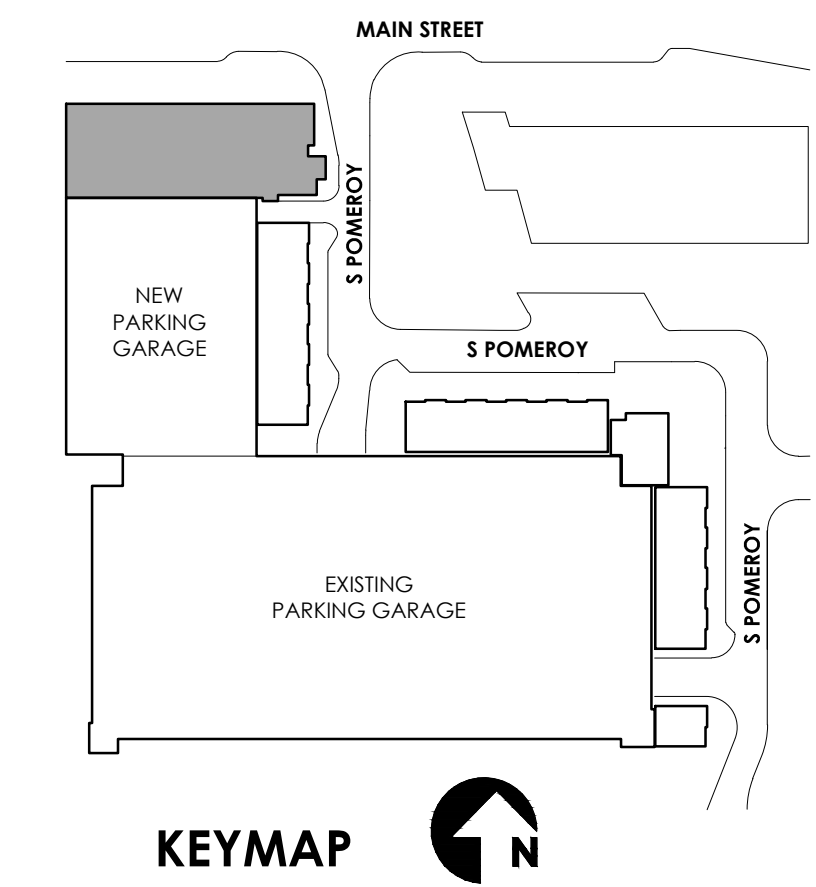 MAIN STREET
S POMEROY
NEW
PARKING
GARAGE
S POMEROY
EXISTING
PARKING GARAGE
S POMEROY
KEYMAP
N